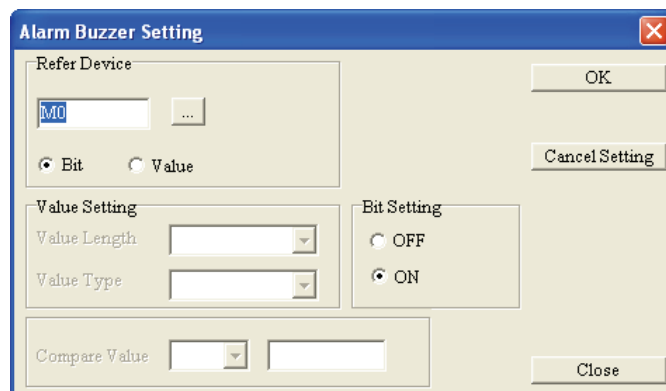 Alarm Buzzer Setting
Refer Device
OK
M0
...
Bit
Value
Cancel Setting
Value Setting
Bit Setting
Value Length
OFF
Value Type
ON
Compare Value
Close